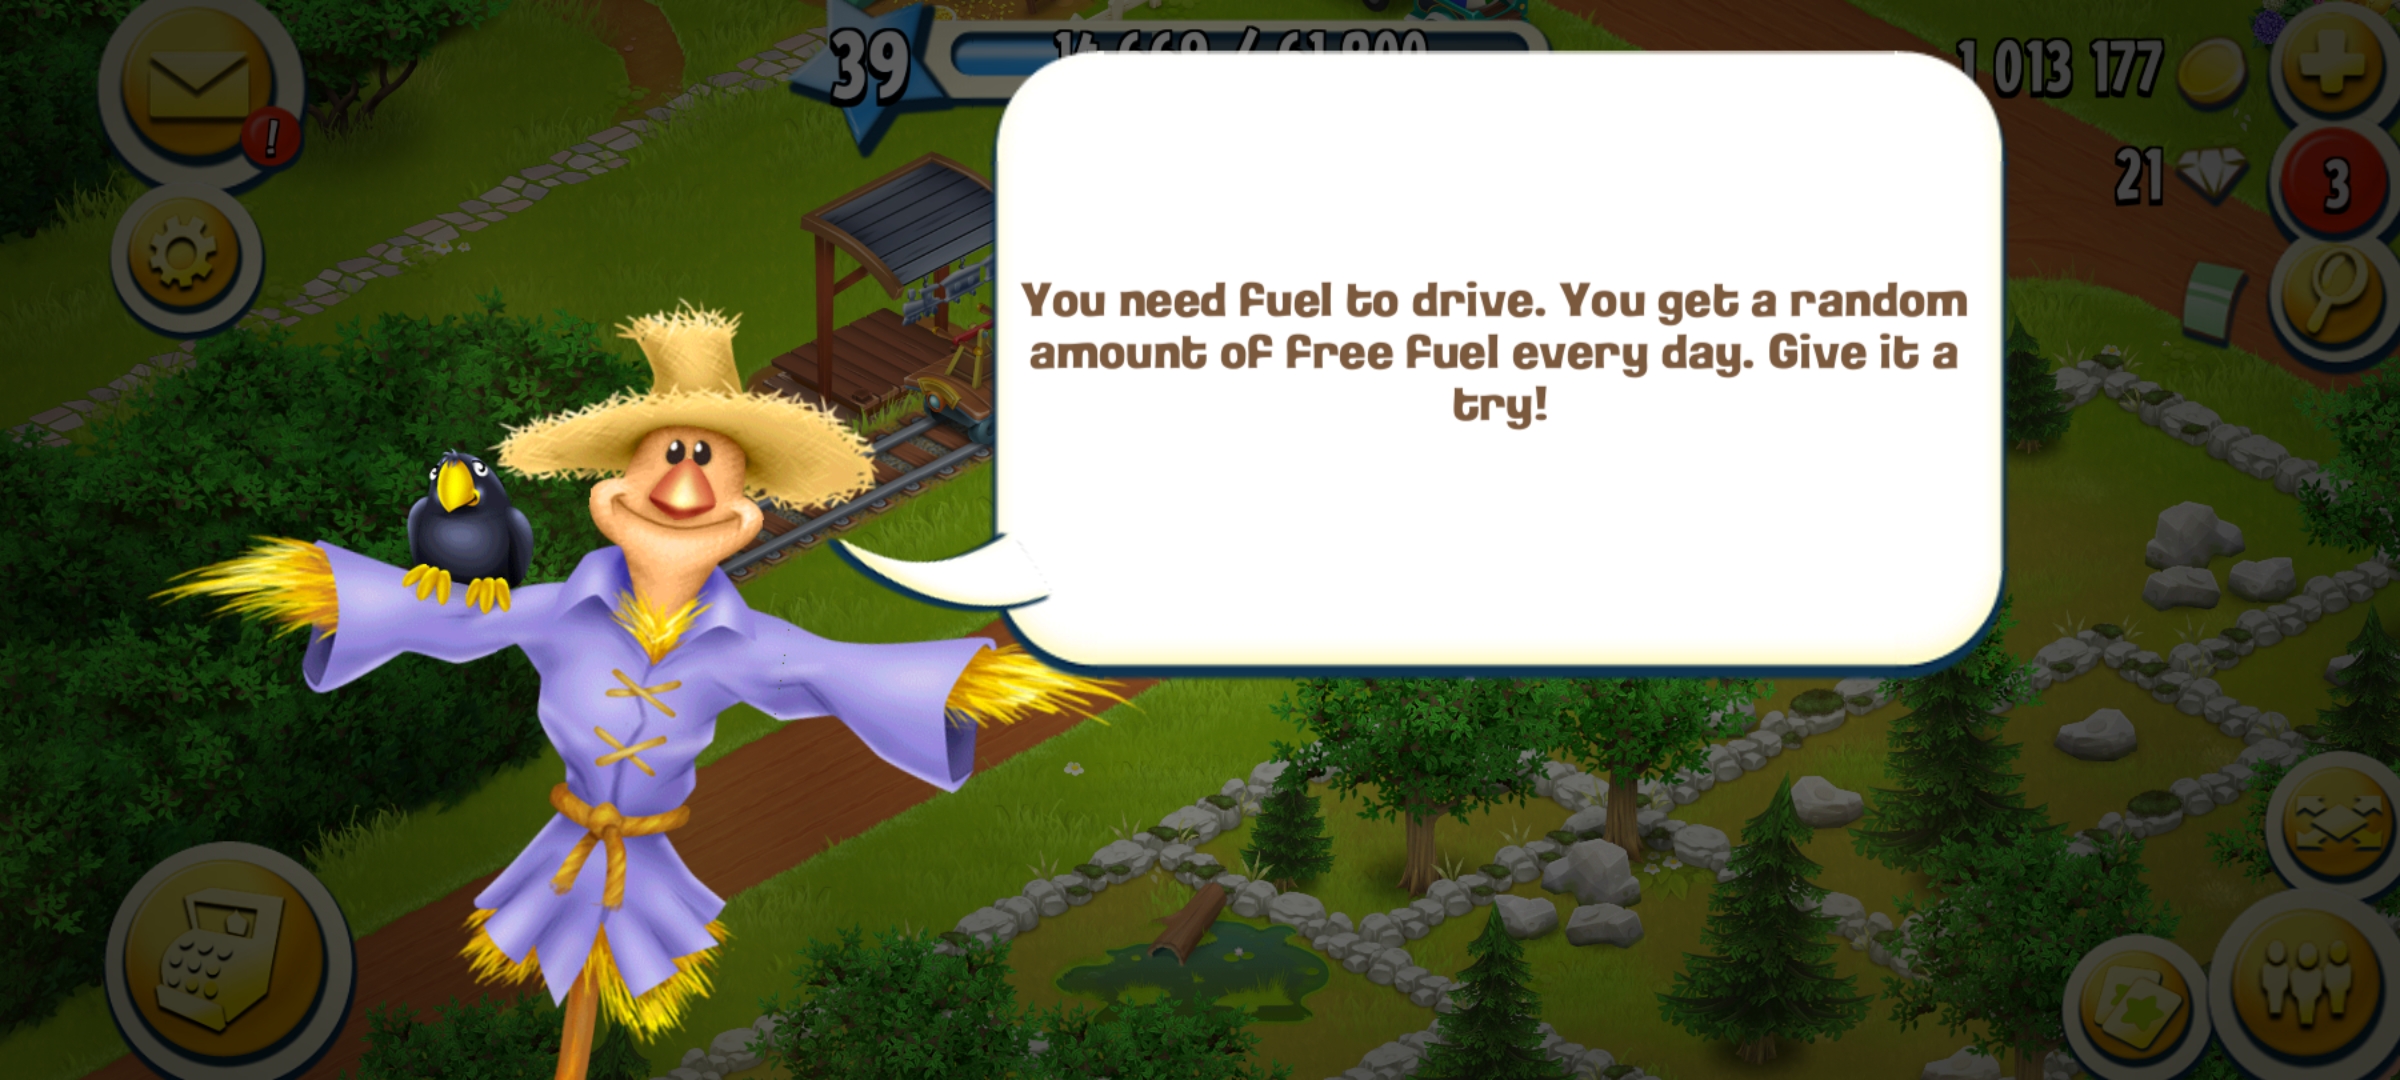 39
1 013 177
21
3
!
You need fuel to drive. You get a random
amount of free fuel every day. Give it a
try!